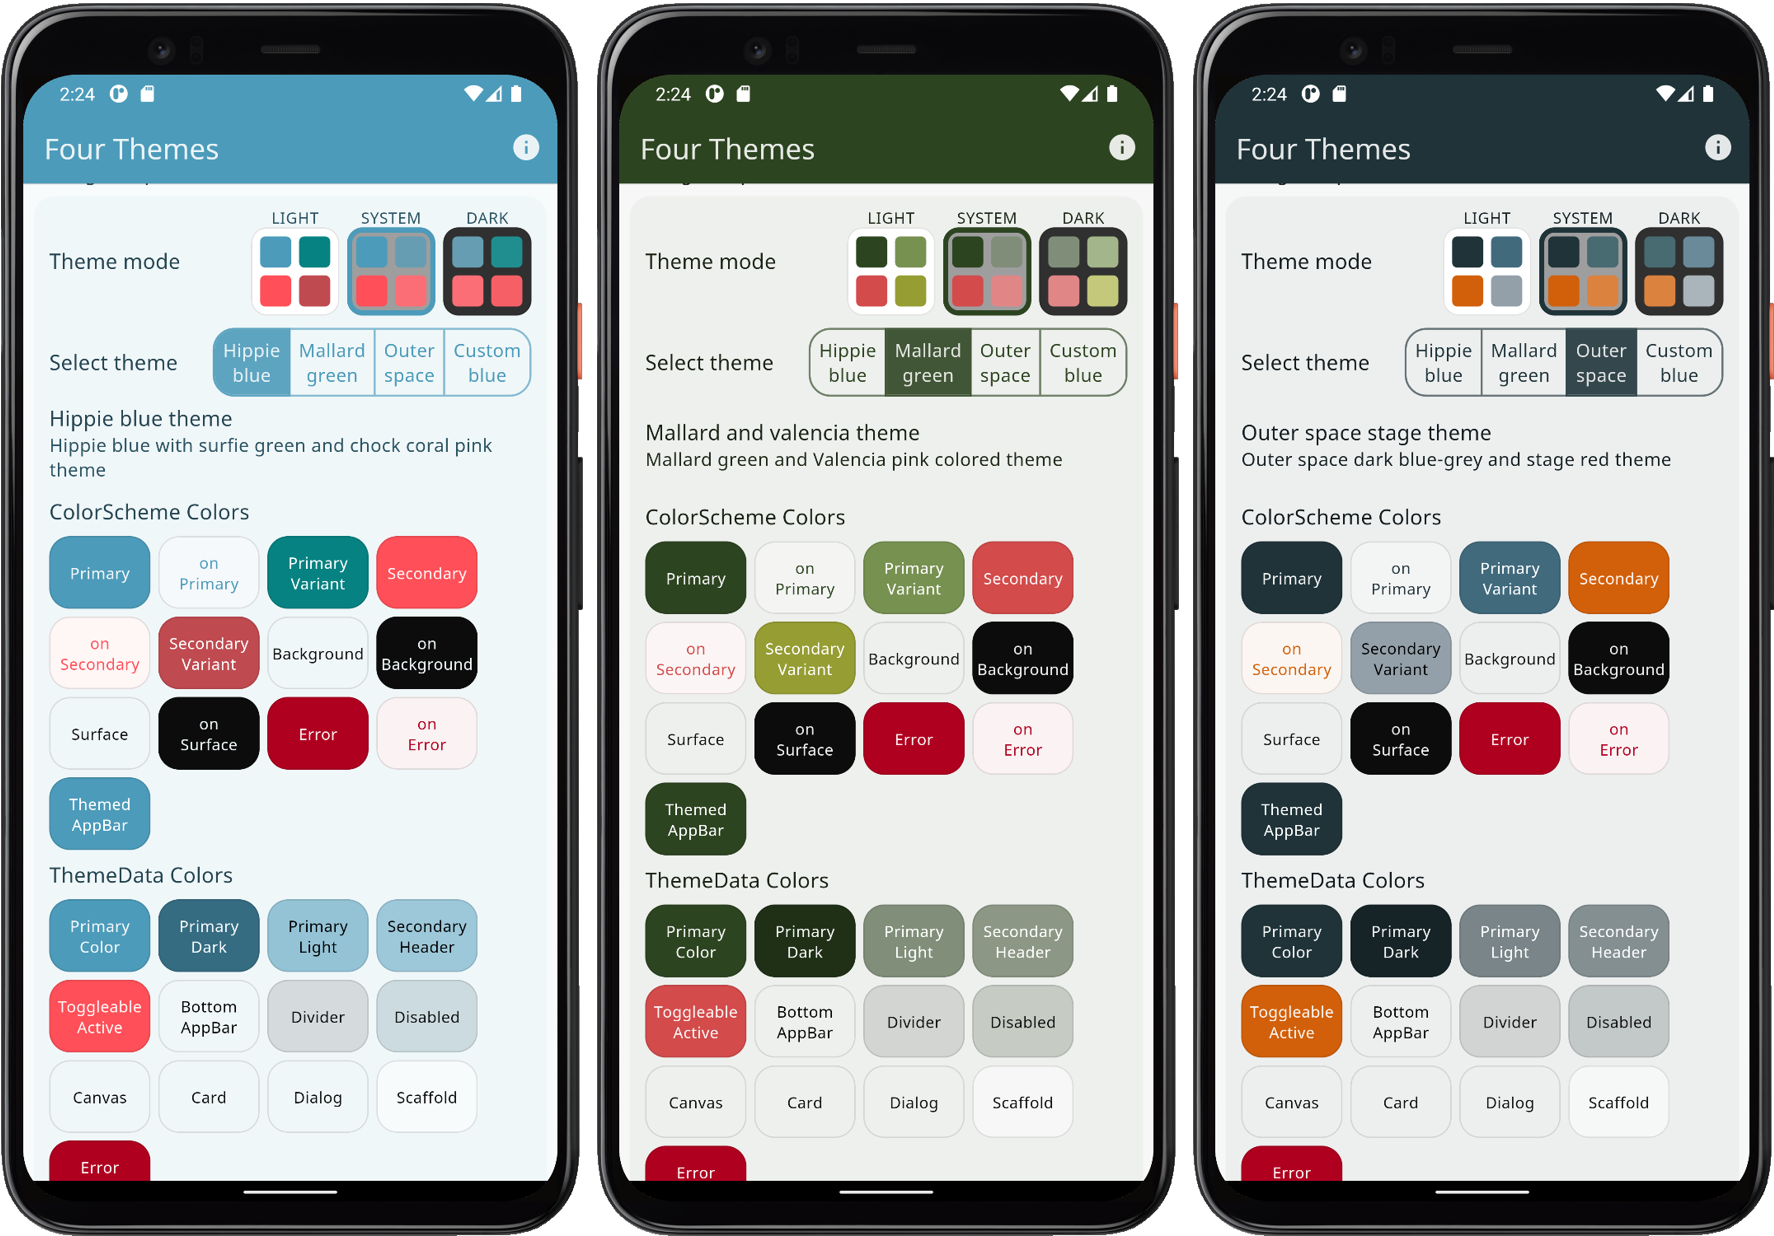 2:24
Four Themes
LIGHT SYSTEM DARK
Theme mode
Select theme
Hippie blue
Mallard green
Outer space
Custom blue
Hippie blue theme
Hippie blue with surfie green and chock coral pink
theme
ColorScheme Colors
Primary
on
Primary
Primary
Variant
Secondary
on
Secondary
Secondary
Variant
Background
on
Background
Surface
on
Surface
Error
on
Error
Themed
AppBar
ThemeData Colors
Primary
Color
Primary
Dark
Primary
Light
Secondary
Header
Toggleable
Active
Bottom
AppBar
Divider
Disabled
Canvas
Card
Dialog
Scaffold
Error
2:24
Four Themes
LIGHT SYSTEM DARK
Theme mode
Select theme
Hippie blue
Mallard green
Outer space
Custom blue
Mallard and valencia theme
Mallard green and Valencia pink colored theme
ColorScheme Colors
Primary
on
Primary
Primary
Variant
Secondary
on
Secondary
Secondary
Variant
Background
on
Background
Surface
on
Surface
Error
on
Error
Themed
AppBar
ThemeData Colors
Primary
Color
Primary
Dark
Primary
Light
Secondary
Header
Toggleable
Active
Bottom
AppBar
Divider
Disabled
Canvas
Card
Dialog
Scaffold
Error
2:24
Four Themes
LIGHT SYSTEM DARK
Theme mode
Select theme
Hippie blue
Mallard green
Outer space
Custom blue
Outer space stage theme
Outer space dark blue-grey and stage red theme
ColorScheme Colors
Primary
on
Primary
Primary
Variant
Secondary
on
Secondary
Secondary
Variant
Background
on
Background
Surface
on
Surface
Error
on
Error
Themed
AppBar
ThemeData Colors
Primary
Color
Primary
Dark
Primary
Light
Secondary
Header
Toggleable
Active
Bottom
AppBar
Divider
Disabled
Canvas
Card
Dialog
Scaffold
Error